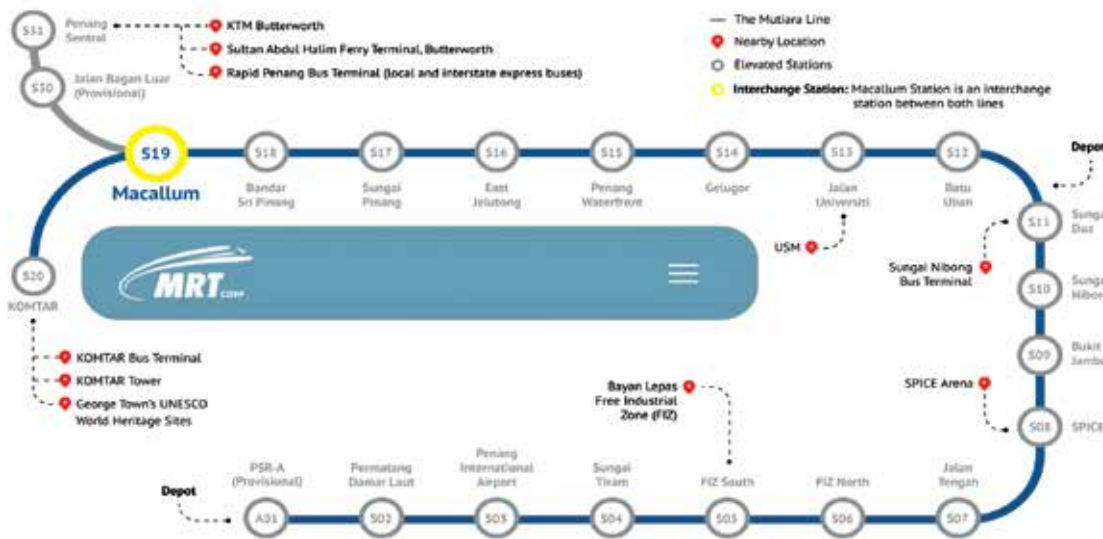 S31
Penang
Sentral
KTM Butterworth
Sultan Abdul Halim Ferry Terminal, Butterworth
Rapid Penang Bus Terminal (local and interstate express buses)
The Mutiara Line
Nearby Location
Elevated Stations
Interchange Station: Macallum Station is an interchange
station between both lines
S30
Jalan Bagan Luar
(Provisional)
S19
Macallum
S18
Bandar
Sri Pinang
S17
Sungai
Pinang
S16
East
Jelutong
S15
Penang
Waterfront
S14
Gelugor
S13
Jalan
Universiti
S12
Batu
Uban
Depot
S11
Sunga
Dua
USM
Sungai Nibong
Bus Terminal
S10
Sunga
Nibon
S09
Bukit
Jambu
SPICE Arena
S08
SPICE
MRT CORP
S20
KOMTAR
KOMTAR Bus Terminal
KOMTAR Tower
George Town's UNESCO
World Heritage Sites
Bayan Lepas
Free Industrial
Zone (FIZ)
Depot
PSR-A
(Provisional)
A01
Permatang
Damar Laut
S02
Penang
International
Airport
S03
Sungai
Tiram
S04
FIZ South
S05
FIZ North
S06
Jalan
Tengah
S07